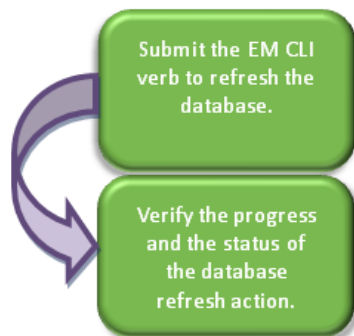 Submit the EM CLI
verb to refresh the
database.
Verify the progress
and the status of
the database
refresh action.